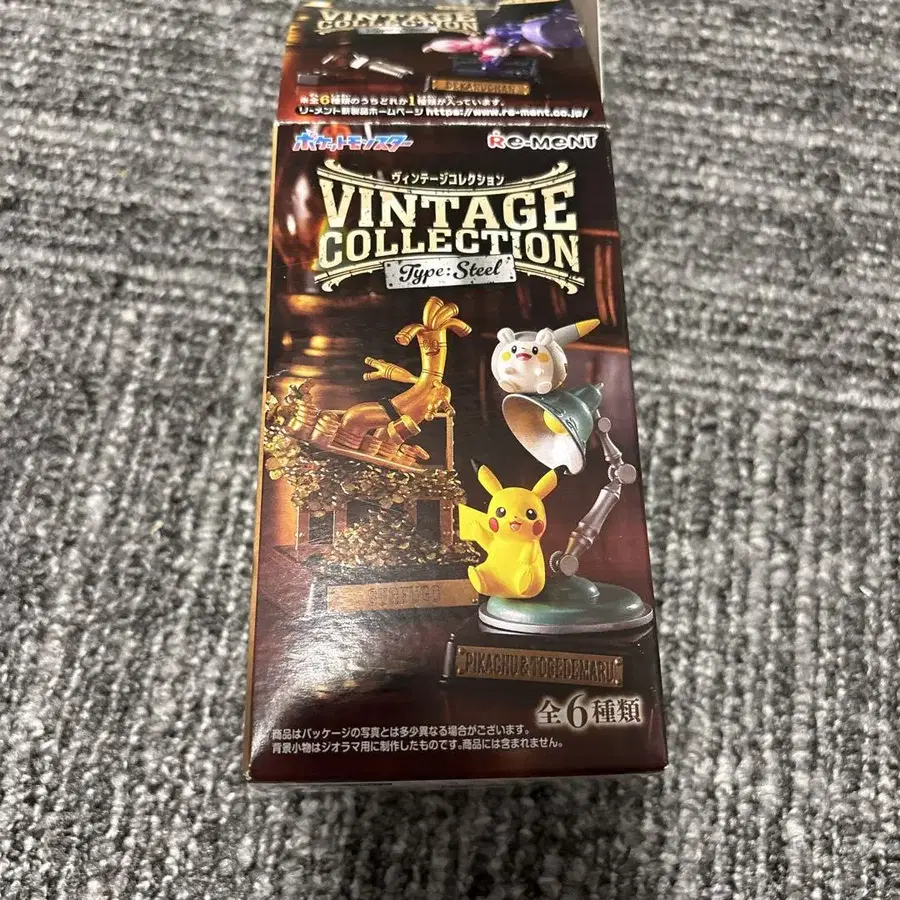 VINTAGE
COLLECTION
DEKANUCHAN
※全6種類のうちどれか1種類が入っています。
リーメント新製品ホームページ https://www.re-ment.co.jp/
ポケットモンスター
Re-MENT
ヴィンテージコレクション
VINTAGE
COLLECTION
Type:Steel
SURFUGO
PIKACHU & TOGEDEMARU
全6種類
商品はパッケージの写真とは多少異なる場合がございます。
背景小物はジオラマ用に制作したものです。商品には含まれません。